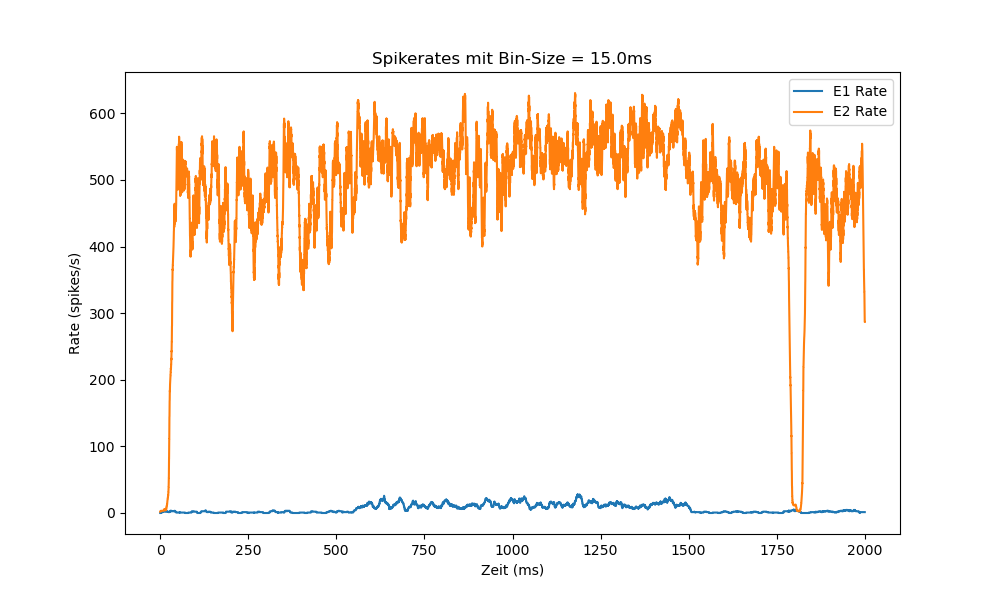 Spikerates mit Bin-Size = 15.0ms
E1 Rate
E2 Rate
Rate (spikes/s)
600
500
400
300
200
100
0
0 250 500 750 1000 1250 1500 1750 2000
Zeit (ms)